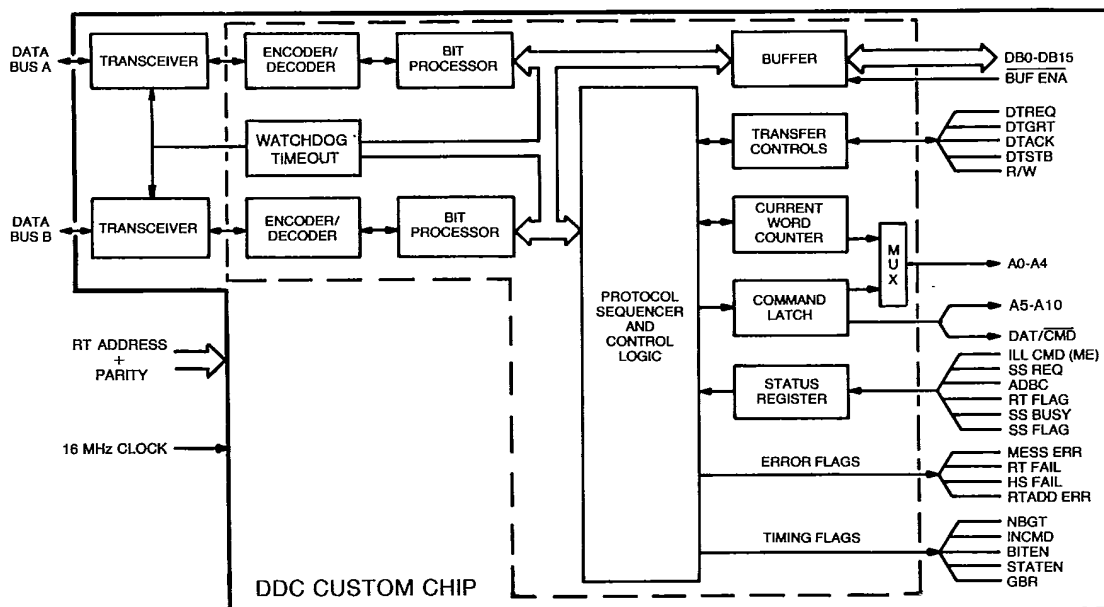 DATA
BUS A
TRANSCEIVER
ENCODER/
DECODER
BIT
PROCESSOR
BUFFER
DB0-DB15
BUF ENA
WATCHDOG
TIMEOUT
TRANSFER
CONTROLS
DTREQ
DTGRT
DTACK
DTSTB
R/W
DATA
BUS B
TRANSCEIVER
ENCODER/
DECODER
BIT
PROCESSOR
CURRENT
WORD
COUNTER
MUX
A0-A4
PROTOCOL
SEQUENCER
AND
CONTROL
LOGIC
COMMAND
LATCH
A5-A10
DAT/CMD
RT ADDRESS
+
PARITY
STATUS
REGISTER
ILL CMD (ME)
SS REQ
ADBC
RT FLAG
SS BUSY
SS FLAG
16 MHz CLOCK
ERROR FLAGS
MESS ERR
RT FAIL
HS FAIL
RTADD ERR
TIMING FLAGS
NBGT
INCMD
BITEN
STATEN
GBR
DDC CUSTOM CHIP